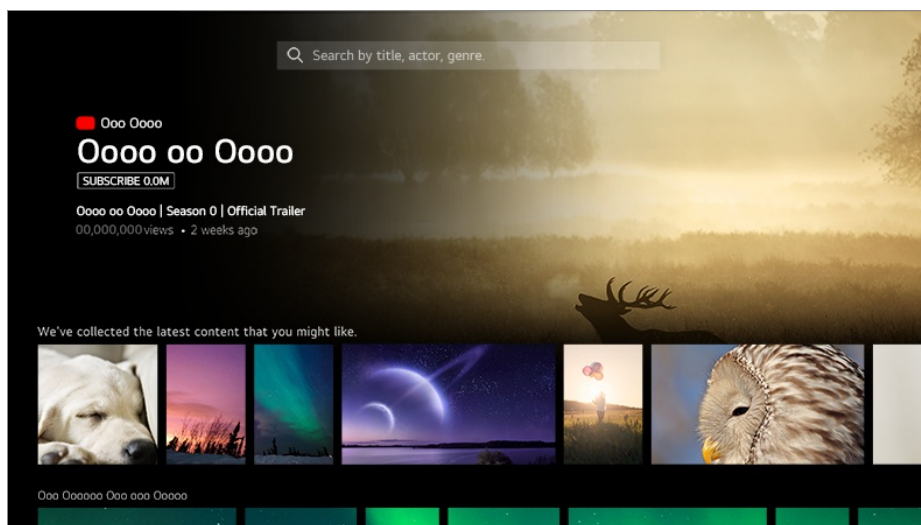 Search by title, actor, genre.
Ooo Oooo
Oooo oo Oooo
SUBSCRIBE 0.0M
Oooo oo Oooo | Season 0 | Official Trailer
00,000,000 views • 2 weeks ago
We've collected the latest content that you might like.
Ooo Oooooo Ooo ooo Ooooo